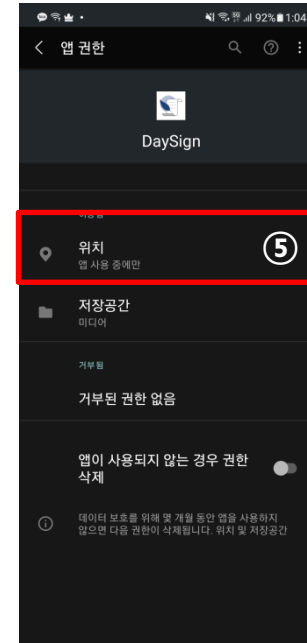 92% 1:04
앱 권한
DaySign
위치
앱 사용 중에만
⑤
저장공간
미디어
거부됨
거부된 권한 없음
앱이 사용되지 않는 경우 권한
삭제
데이터 보호를 위해 몇 개월 동안 앱을 사용하지
않으면 다음 권한이 삭제됩니다. 위치 및 저장공간